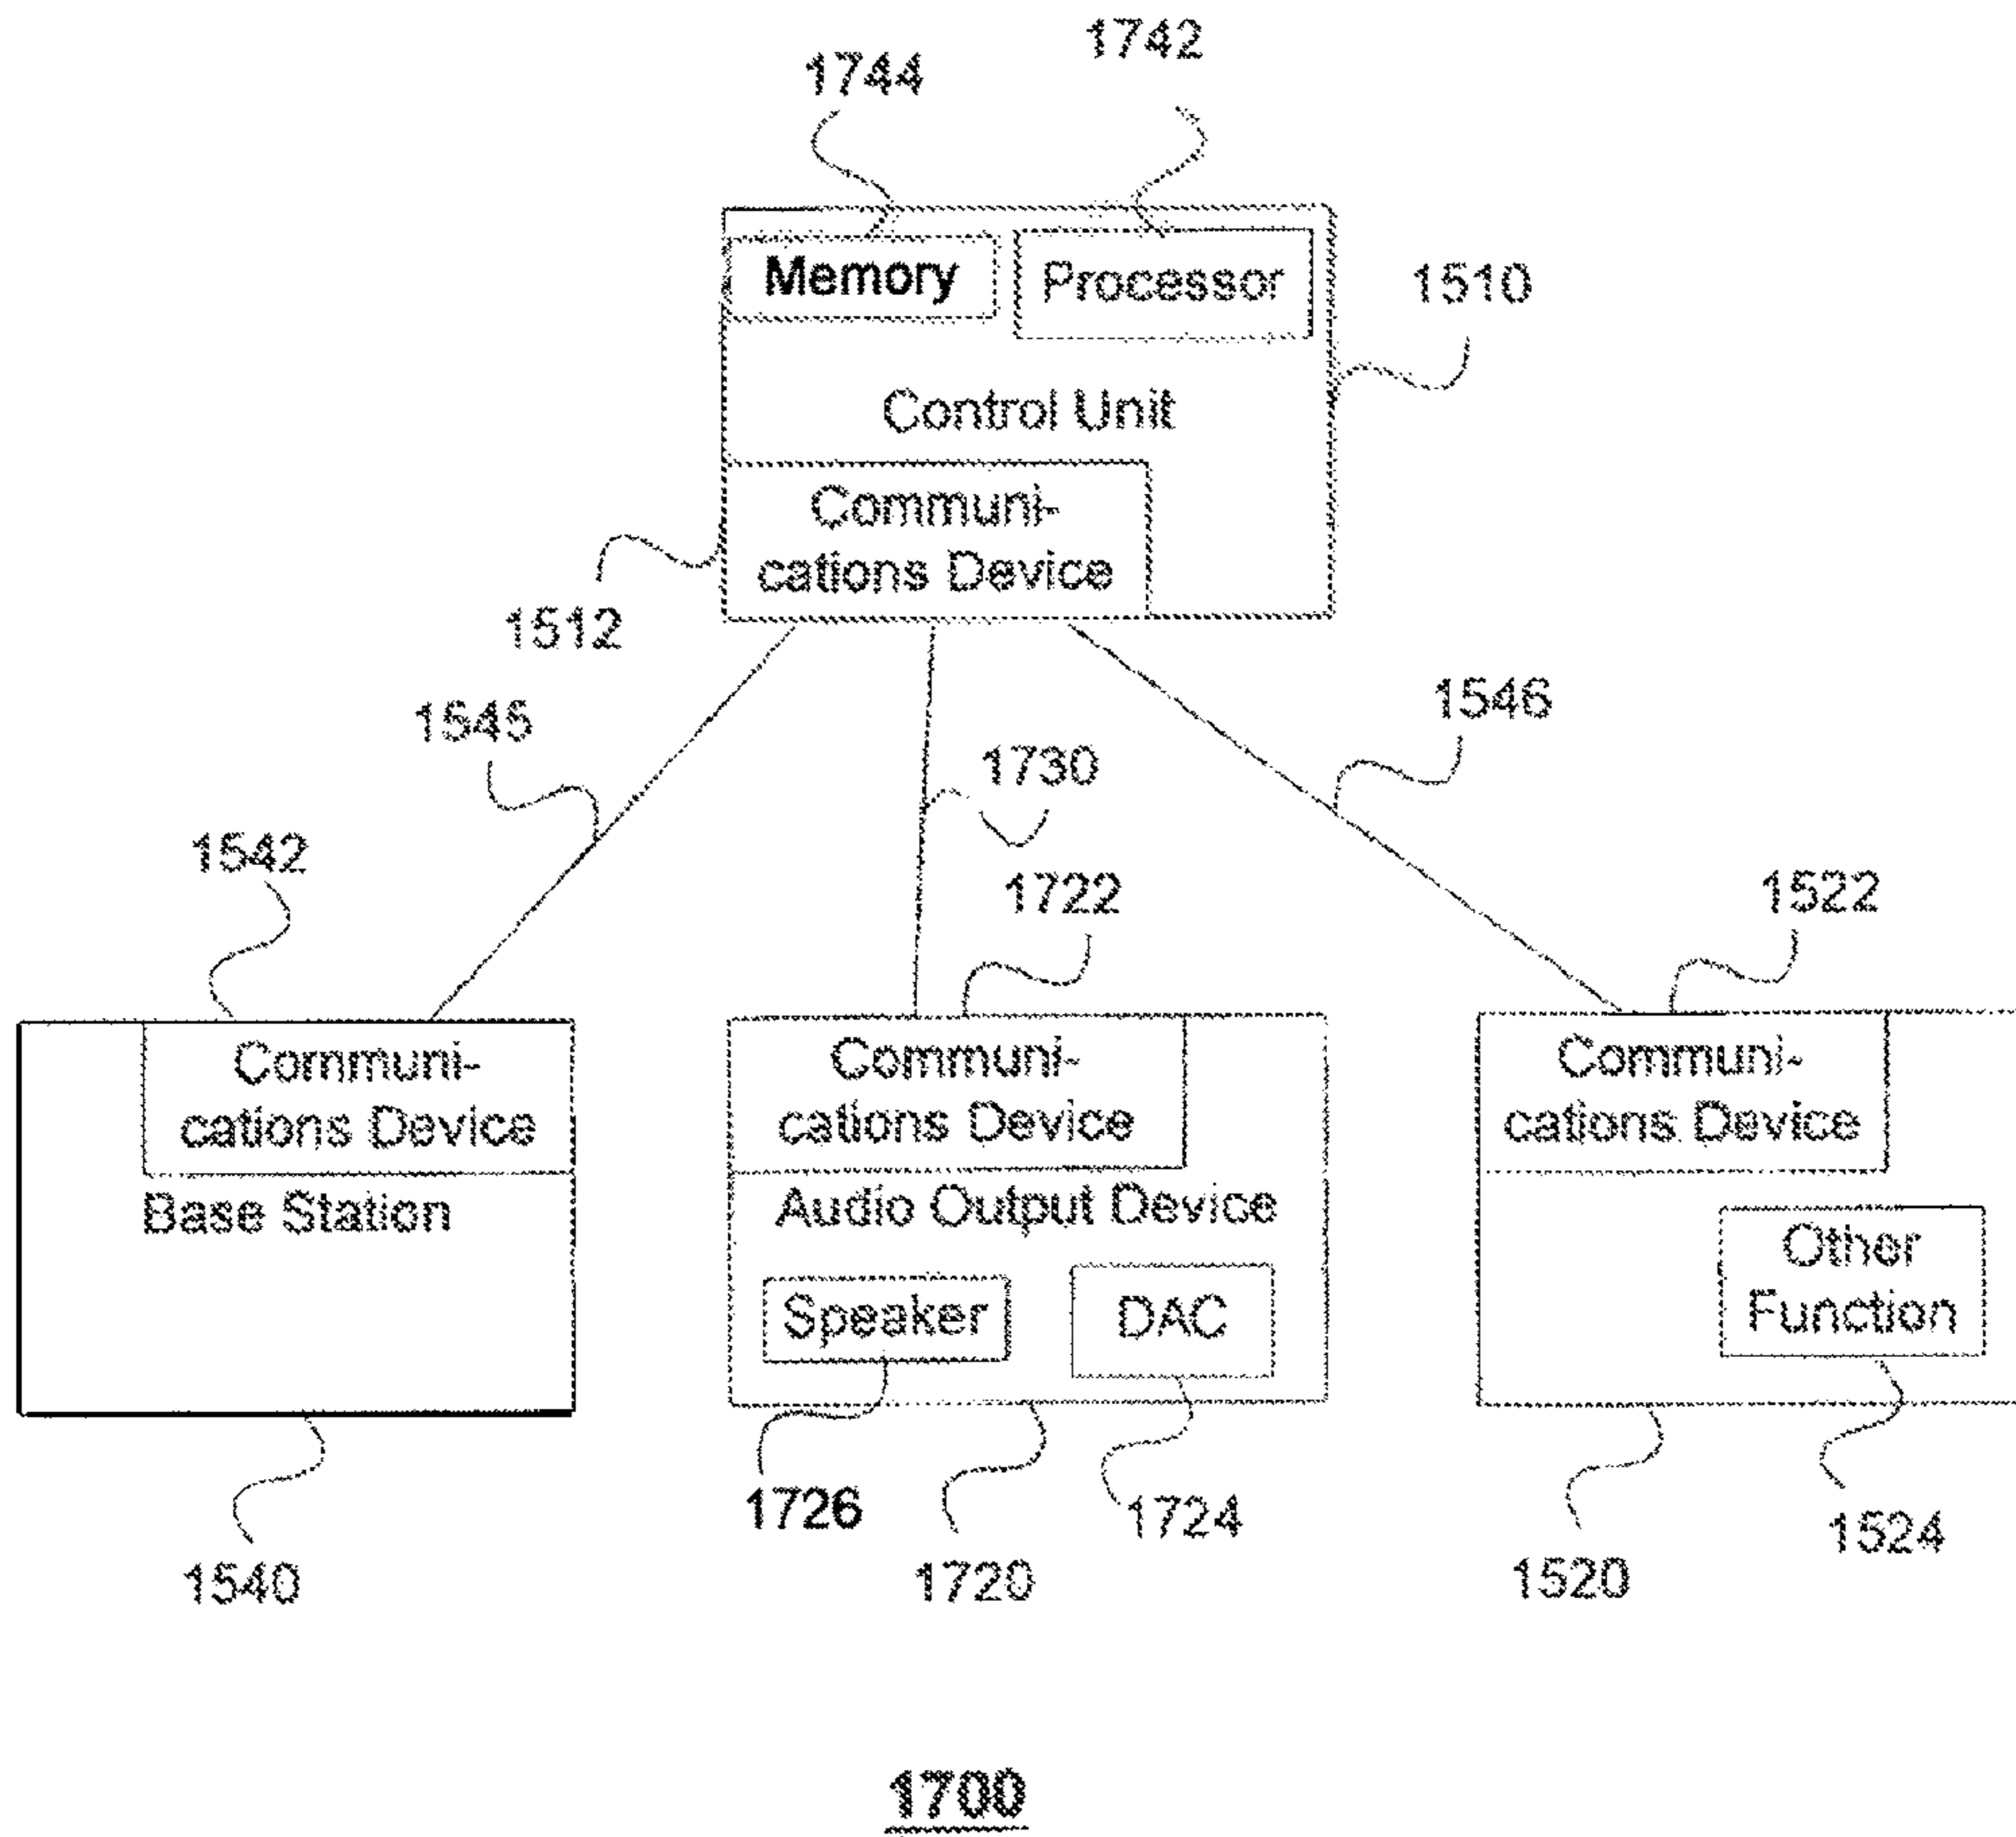 1744
1742
Memory
Processor
1510
Control Unit
Communi-
cations Device
1512
1545
1546
1730
1542
1722
1522
Communi-
cations Device
Base Station
Communi-
cations Device
Audio Output Device
Speaker
DAC
Communi-
cations Device
Other
Function
1726
1724
1524
1540
1720
1520
1700